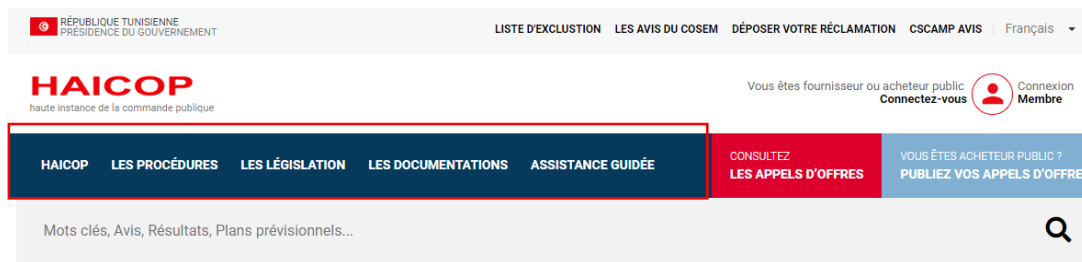 RÉPUBLIQUE TUNISIENNE
PRÉSIDENCE DU GOUVERNEMENT
LISTE D'EXCLUSTION LES AVIS DU COSEM DÉPOSER VOTRE RÉCLAMATION CSCAMP AVIS Français
HAICOP
haute instance de la commande publique
Vous êtes fournisseur ou acheteur public
Connectez-vous
Connexion
Membre
HAICOP LES PROCÉDURES LES LÉGISLATION LES DOCUMENTATIONS ASSISTANCE GUIDÉE
CONSULTEZ
LES APPELS D'OFFRES
VOUS ÊTES ACHETEUR PUBLIC ?
PUBLIEZ VOS APPELS D'OFFRE
Mots clés, Avis, Résultats, Plans prévisionnels...